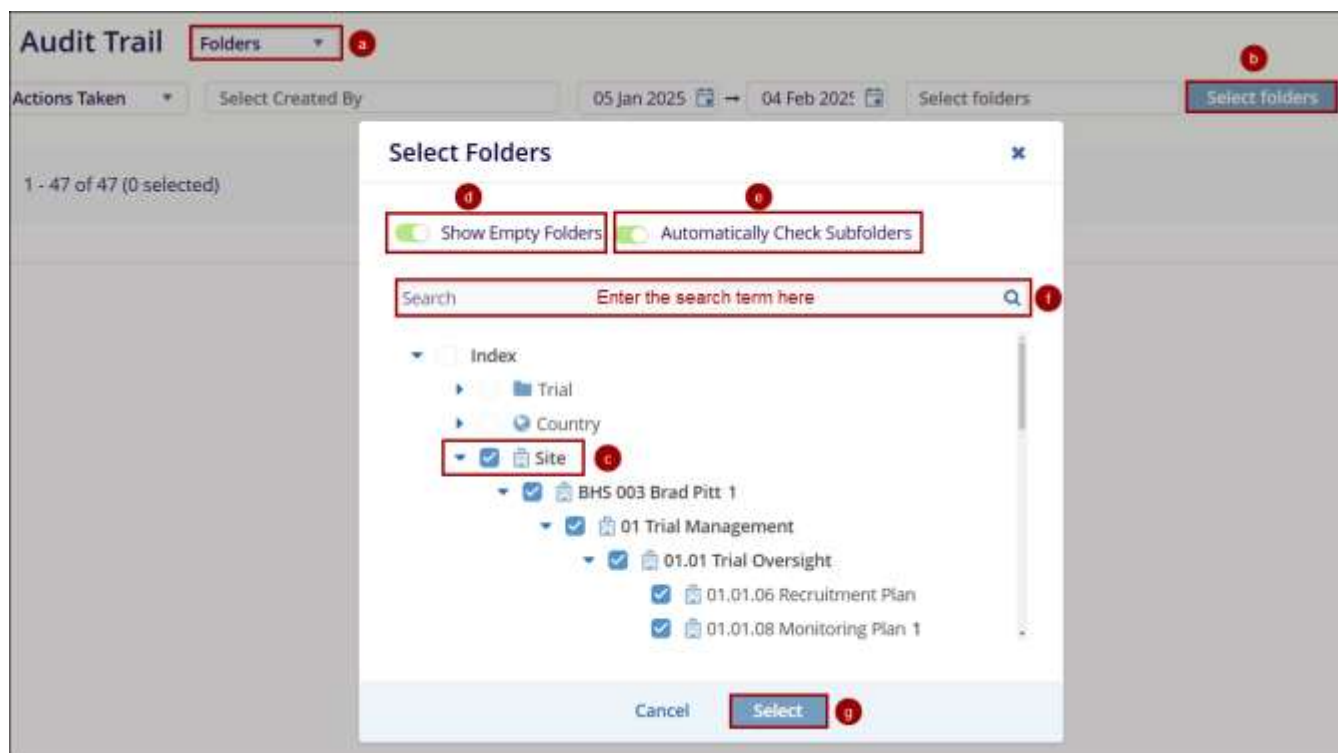 Audit Trail Folders a
b
Actions Taken Select Created By 05 Jan 2025 → 04 Feb 202 Select folders Select folders
Select Folders
1 - 47 of 47 (0 selected)
d e
Show Empty Folders Automatically Check Subfolders
Search Enter the search term here f
Index
Trial
Country
Site c
BHS 003 Brad Pitt 1
01 Trial Management
01.01 Trial Oversight
01.01.06 Recruitment Plan
01.01.08 Monitoring Plan 1
Cancel Select g